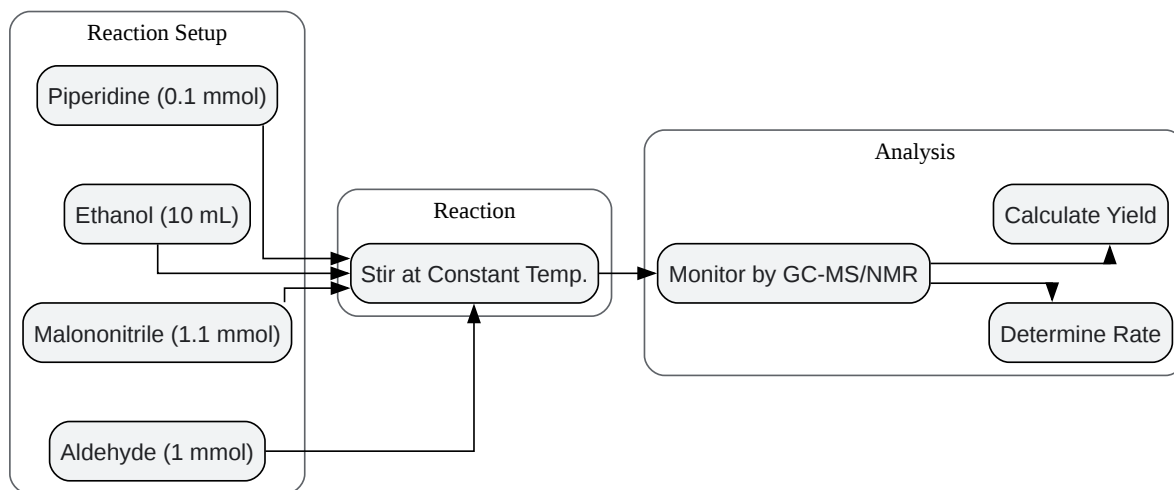 Reaction Setup
Piperidine (0.1 mmol)
Ethanol (10 mL)
Malononitrile (1.1 mmol)
Aldehyde (1 mmol)
Reaction
Stir at Constant Temp.
Analysis
Monitor by GC-MS/NMR
Calculate Yield
Determine Rate